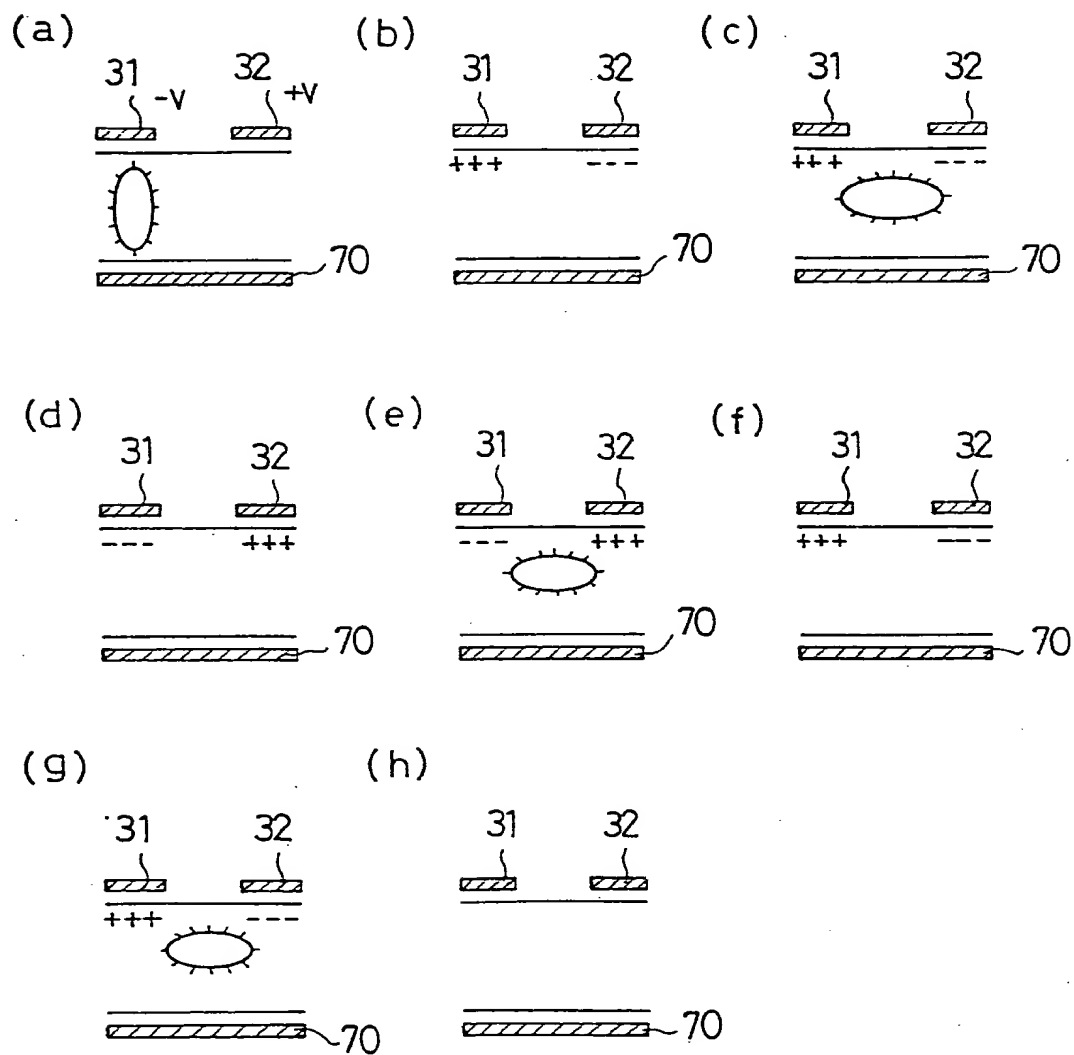 (a) (b) (c)
31 -V 32 +V 31 32 31 32
+++ --- +++ ---
70 70 70
(d) (e) (f)
31 32 31 32 31 32
--- +++ --- +++ +++ ---
70 70 70
(g) (h)
31 32 31 32
+++ ---
70 70